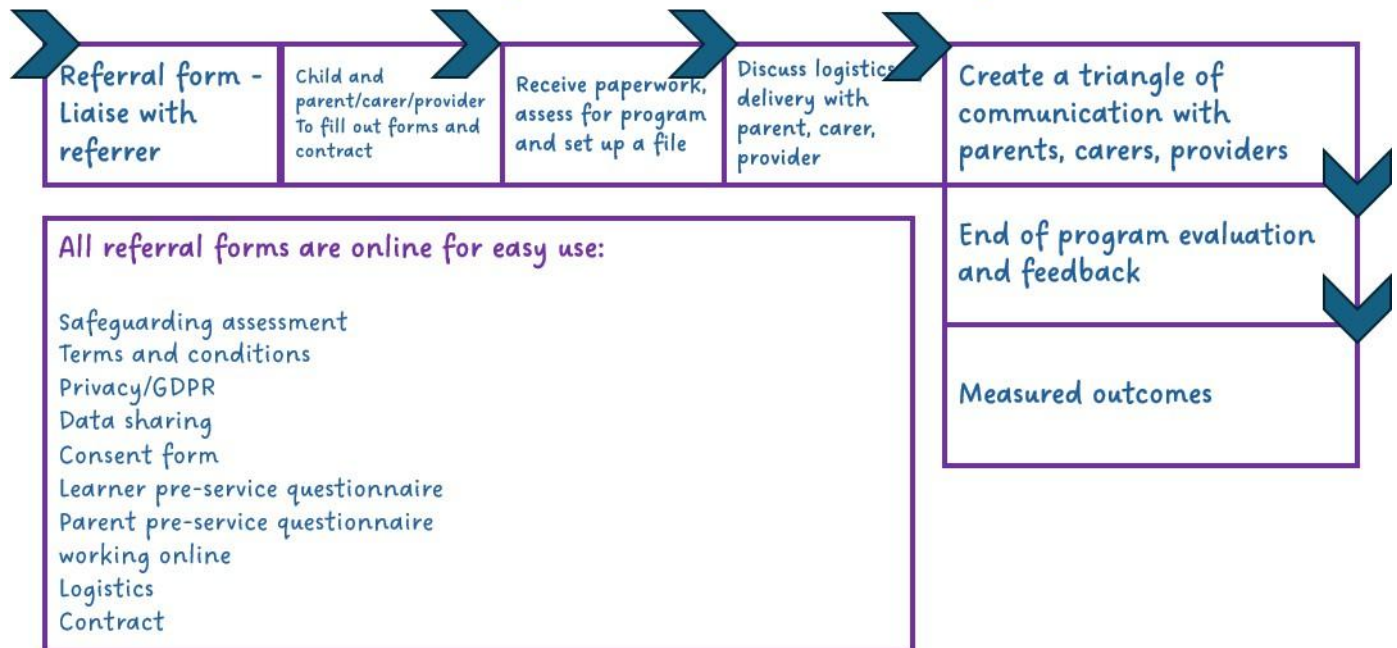 Referral form -
Liaise with
referrer
Child and
parent/carer/provider
To fill out forms and
contract
Receive paperwork,
assess for program
and set up a file
Discuss logistics
delivery with
parent, carer,
provider
Create a triangle of
communication with
parents, carers, providers
End of program evaluation
and feedback
Measured outcomes
All referral forms are online for easy use:
Safeguarding assessment
Terms and conditions
Privacy/GDPR
Data sharing
Consent form
Learner pre-service questionnaire
Parent pre-service questionnaire
working online
Logistics
Contract